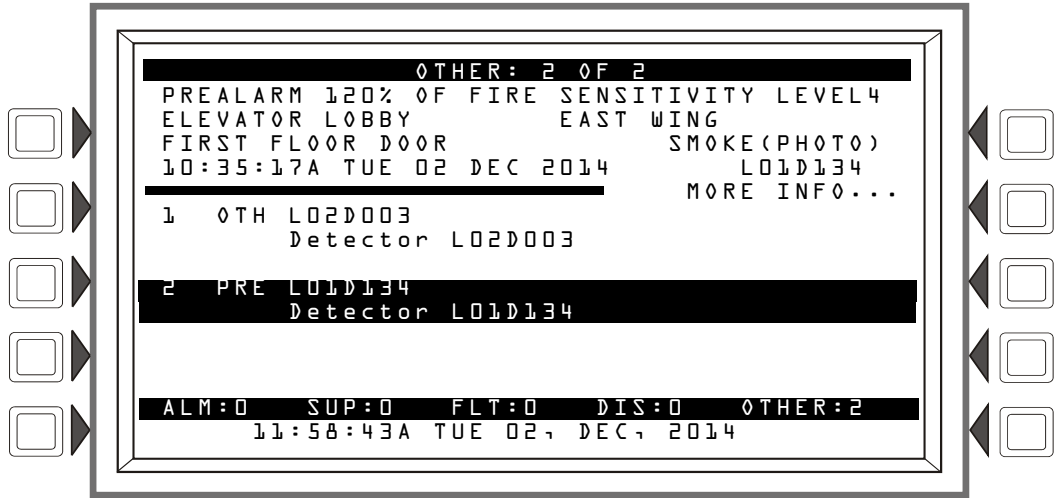 OTHER: 2 OF 2
PREALARM 120% OF FIRE SENSITIVITY LEVEL4
ELEVATOR LOBBY EAST WING
FIRST FLOOR DOOR SMOKE(PHOTO)
10:35:17A TUE 02 DEC 2014 L01D134
MORE INFO...
1 OTH L02D003
Detector L02D003
2 PRE L01D134
Detector L01D134
ALM:0 SUP:0 FLT:0 DIS:0 OTHER:2
11:58:43A TUE 02, DEC, 2014